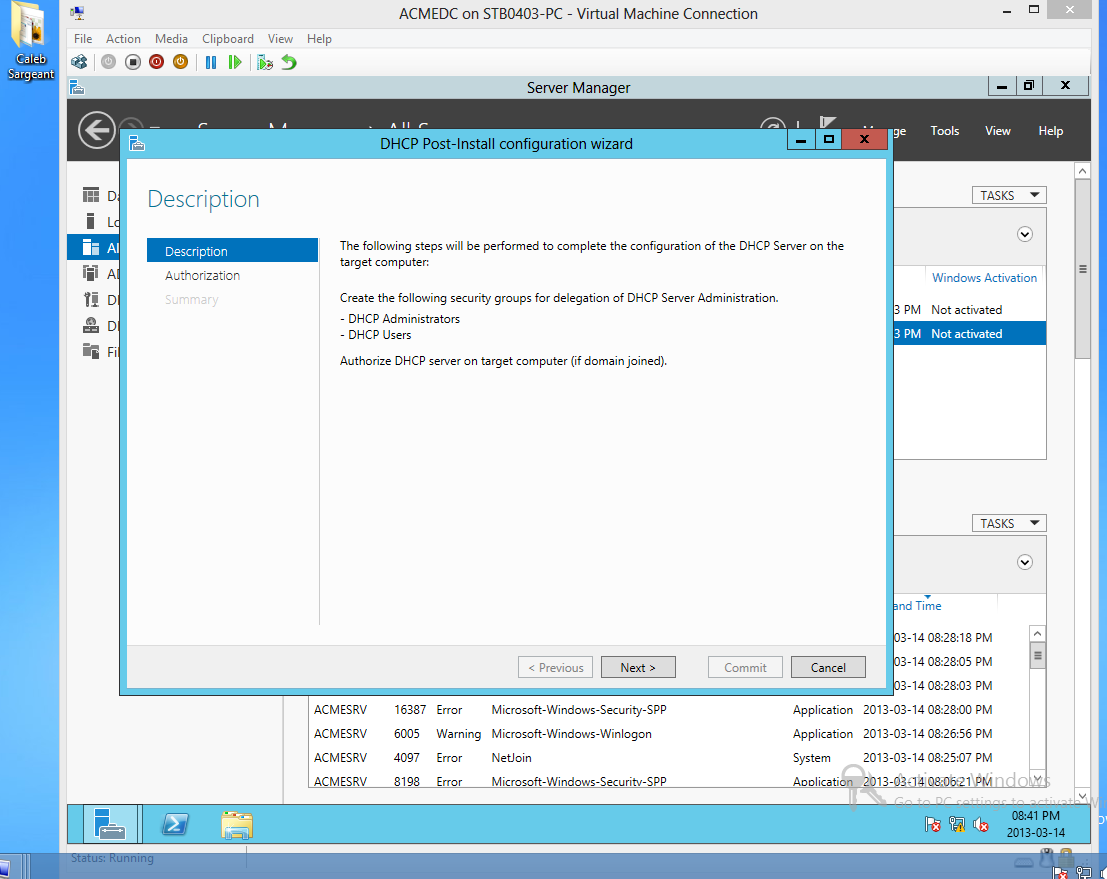 Caleb
Sargeant
ACMEDC on STB0403-PC - Virtual Machine Connection
File Action Media Clipboard View Help
Server Manager
Tools View Help
DHCP Post-Install configuration wizard
TASKS
Description
Description
Authorization
Summary
The following steps will be performed to complete the configuration of the DHCP Server on the
target computer:
Create the following security groups for delegation of DHCP Server Administration.
- DHCP Administrators
- DHCP Users
Authorize DHCP server on target computer (if domain joined).
Windows Activation
3 PM Not activated
3 PM Not activated
TASKS
and Time
< Previous Next > Commit Cancel
03-14 08:28:18 PM
03-14 08:28:05 PM
03-14 08:28:03 PM
ACMESRV 16387 Error Microsoft-Windows-Security-SPP Application 2013-03-14 08:28:00 PM
ACMESRV 6005 Warning Microsoft-Windows-Winlogon Application 2013-03-14 08:26:56 PM
ACMESRV 4097 Error NetJoin System 2013-03-14 08:25:07 PM
ACMESRV 8198 Error Microsoft-Windows-Security-SPP Application 2013-03-14 08:06:21 PM
Activate Windows
Go to PC settings to activate W
08:41 PM
2013-03-14
Status: Running